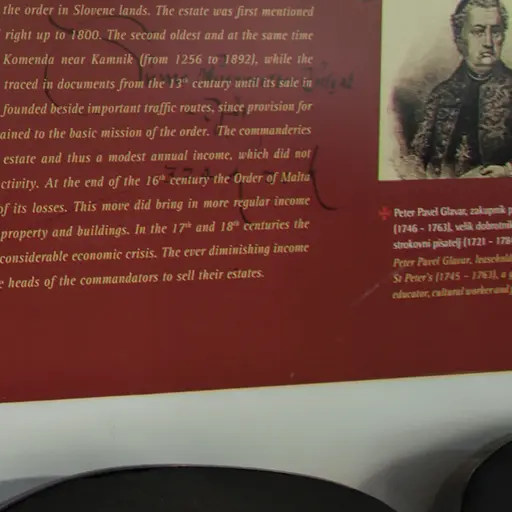 the order in Slovene lands. The estate was first mentioned
right up to 1800. The second oldest and at the same time
Komenda near Kamnik (from 1256 to 1892), while the
traced in documents from the 13th century until its sale in
founded beside important traffic routes, since provision for
ained to the basic mission of the order. The commanderies
estate and thus a modest annual income, which did not
ctivity. At the end of the 16th century the Order of Malta
of its losses. This move did bring in more regular income
property and buildings. In the 17th and 18th centuries the
considerable economic crisis. The ever diminishing income
e heads of the commandators to sell their estates.
Peter Pavel Glavar, zakupnik p
(1746 - 1763), velik dobrotnik
strokovni pisatelj (1721 - 178
Peter Pavel Glavar, leasehold
St Peter's (1745 - 1763), a g
educator, cultural worker and